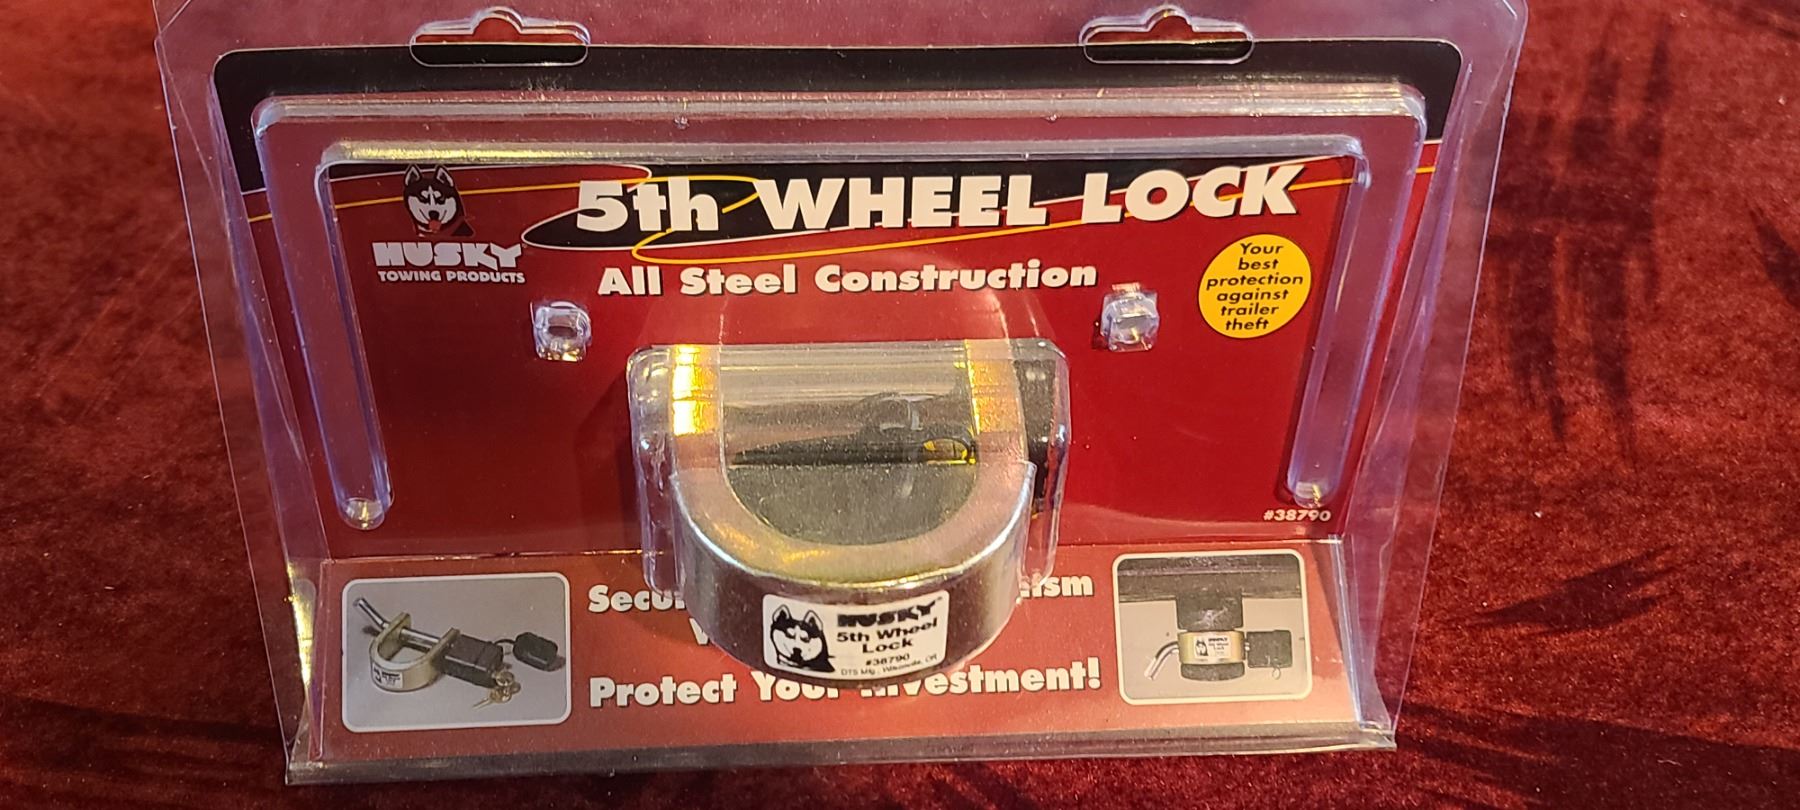 5th WHEEL LOCK
HUSKY
TOWING PRODUCTS
All Steel Construction
Your
best
protection
against
trailer
theft
#38790
Protect Your Investment!
HUSKY
5th Wheel
Lock
#38790